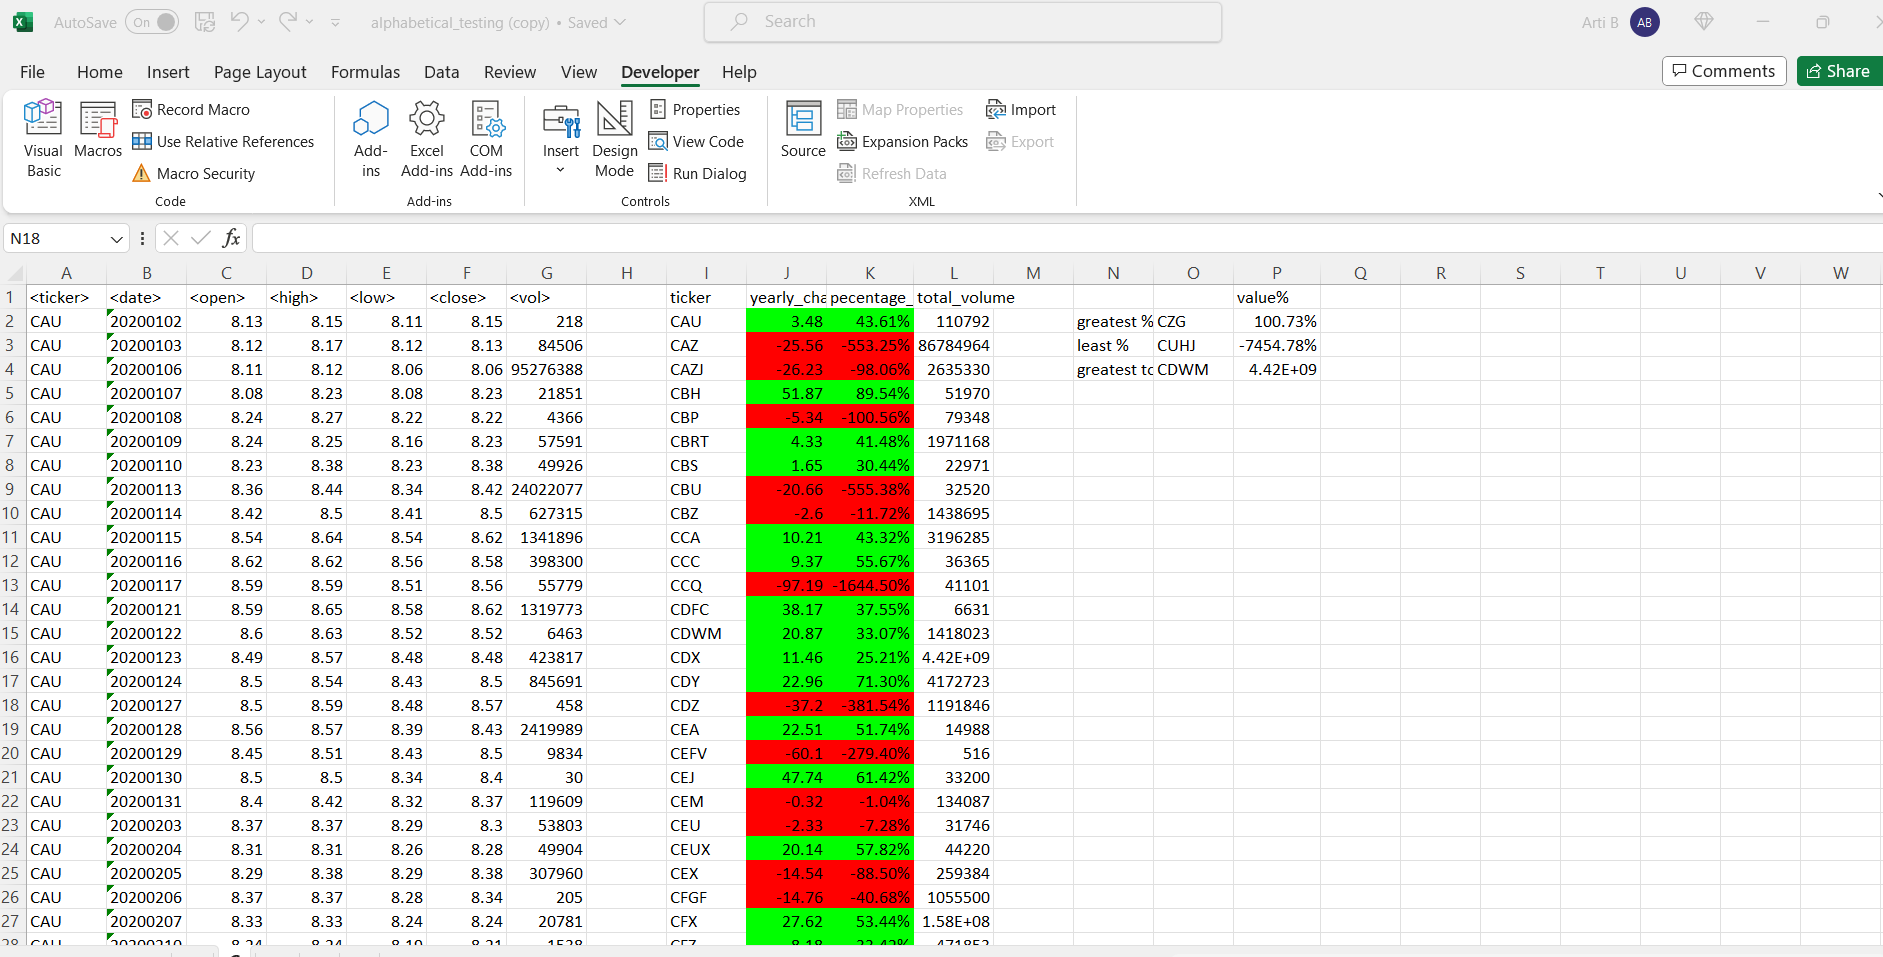 AutoSave On alphabetical_testing (copy) • Saved Search Arti B AB
File Home Insert Page Layout Formulas Data Review View Developer Help Comments Share
Visual Basic Macros Record Macro Use Relative References Macro Security
Add-ins Excel Add-ins COM Add-ins
Insert Design Mode Properties View Code Run Dialog
Source Map Properties Expansion Packs Refresh Data Import Export
Code Add-ins Controls XML
N18 fx
A B C D E F G H I J K L M N O P Q R S T U V W
1 <ticker> <date> <open> <high> <low> <close> <vol> ticker yearly_cha pecentage_ total_volume value%
2 CAU 20200102 8.13 8.15 8.11 8.15 218 CAU 3.48 43.61% 110792 greatest % CZG 100.73%
3 CAU 20200103 8.12 8.17 8.12 8.13 84506 CAZ -25.56 -553.25% 86784964 least % CUHJ -7454.78%
4 CAU 20200106 8.11 8.12 8.06 8.06 95276388 CAZJ -26.23 -98.06% 2635330 greatest tc CDWM 4.42E+09
5 CAU 20200107 8.08 8.23 8.08 8.23 21851 CBH 51.87 89.54% 51970
6 CAU 20200108 8.24 8.27 8.22 8.22 4366 CBP -5.34 -100.56% 79348
7 CAU 20200109 8.24 8.25 8.16 8.23 57591 CBRT 4.33 41.48% 1971168
8 CAU 20200110 8.23 8.38 8.23 8.38 49926 CBS 1.65 30.44% 22971
9 CAU 20200113 8.36 8.44 8.34 8.42 24022077 CBU -20.66 -555.38% 32520
10 CAU 20200114 8.42 8.5 8.41 8.5 627315 CBZ -2.6 -11.72% 1438695
11 CAU 20200115 8.54 8.64 8.54 8.62 1341896 CCA 10.21 43.32% 3196285
12 CAU 20200116 8.62 8.62 8.56 8.58 398300 CCC 9.37 55.67% 36365
13 CAU 20200117 8.59 8.59 8.51 8.56 55779 CCQ -97.19 -1644.50% 41101
14 CAU 20200121 8.59 8.65 8.58 8.62 1319773 CDFC 38.17 37.55% 6631
15 CAU 20200122 8.6 8.63 8.52 8.52 6463 CDWM 20.87 33.07% 1418023
16 CAU 20200123 8.49 8.57 8.48 8.48 423817 CDX 11.46 25.21% 4.42E+09
17 CAU 20200124 8.5 8.54 8.43 8.5 845691 CDY 22.96 71.30% 4172723
18 CAU 20200127 8.5 8.59 8.48 8.57 458 CDZ -37.2 -381.54% 1191846
19 CAU 20200128 8.56 8.57 8.39 8.43 2419989 CEA 22.51 51.74% 14988
20 CAU 20200129 8.45 8.51 8.43 8.5 9834 CEFV -60.1 -279.40% 516
21 CAU 20200130 8.5 8.5 8.34 8.4 30 CEJ 47.74 61.42% 33200
22 CAU 20200131 8.4 8.42 8.32 8.37 119609 CEM -0.32 -1.04% 134087
23 CAU 20200203 8.37 8.37 8.29 8.3 53803 CEU -2.33 -7.28% 31746
24 CAU 20200204 8.31 8.31 8.26 8.28 49904 CEUX 20.14 57.82% 44220
25 CAU 20200205 8.29 8.38 8.29 8.38 307960 CEX -14.54 -88.50% 259384
26 CAU 20200206 8.37 8.37 8.28 8.34 205 CFGF -14.76 -40.68% 1055500
27 CAU 20200207 8.33 8.33 8.24 8.24 20781 CFX 27.62 53.44% 1.58E+08